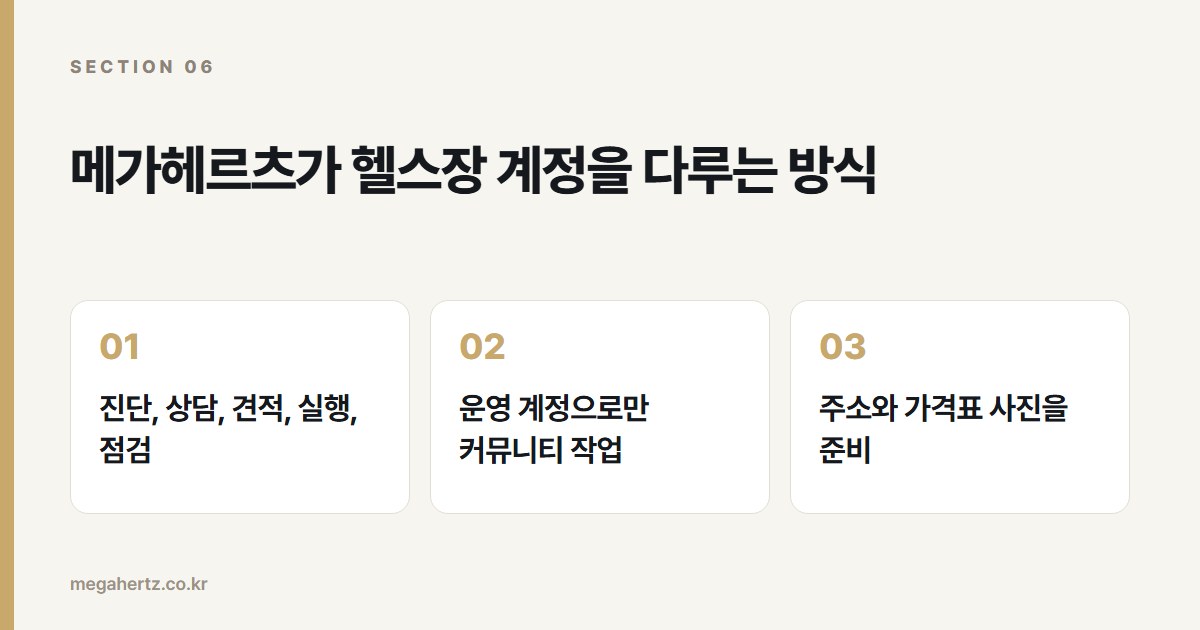 SECTION 06
메가헤르츠가 헬스장 계정을 다루는 방식
01
진단, 상담, 견적, 실행,
점검
02
운영 계정으로만
커뮤니티 작업
03
주소와 가격표 사진을
준비
megahertz.co.kr